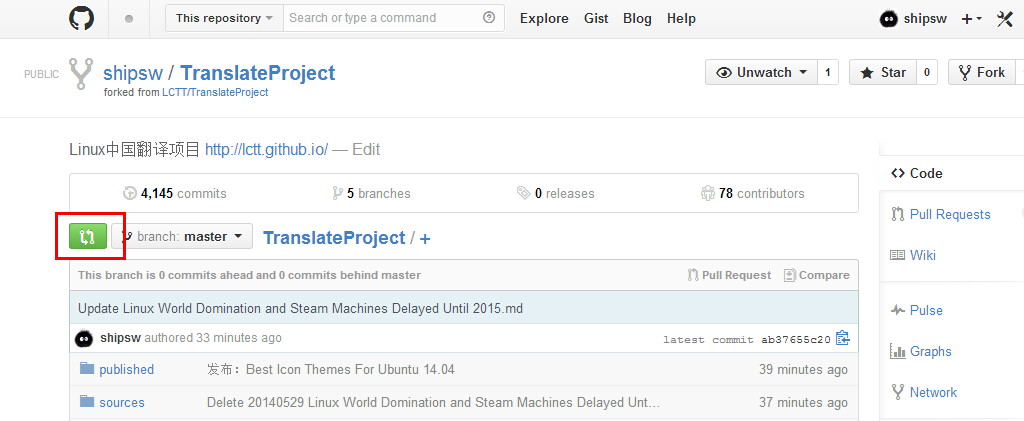 This repository Search or type a command Explore Gist Blog Help shipsw
PUBLIC shipsw / TranslateProject Unwatch 1 Star 0 Fork
forked from LCTT/TranslateProject
Linux中国翻译项目 http://lctt.github.io/ — Edit
4,145 commits 5 branches 0 releases 78 contributors
Code
Pull Requests
Wiki
Pulse
Graphs
Network
branch: master TranslateProject / +
This branch is 0 commits ahead and 0 commits behind master Pull Request Compare
Update Linux World Domination and Steam Machines Delayed Until 2015.md
shipsw authored 33 minutes ago latest commit ab37655c20
published 发布：Best Icon Themes For Ubuntu 14.04 39 minutes ago
sources Delete 20140529 Linux World Domination and Steam Machines Delayed Unt... 37 minutes ago